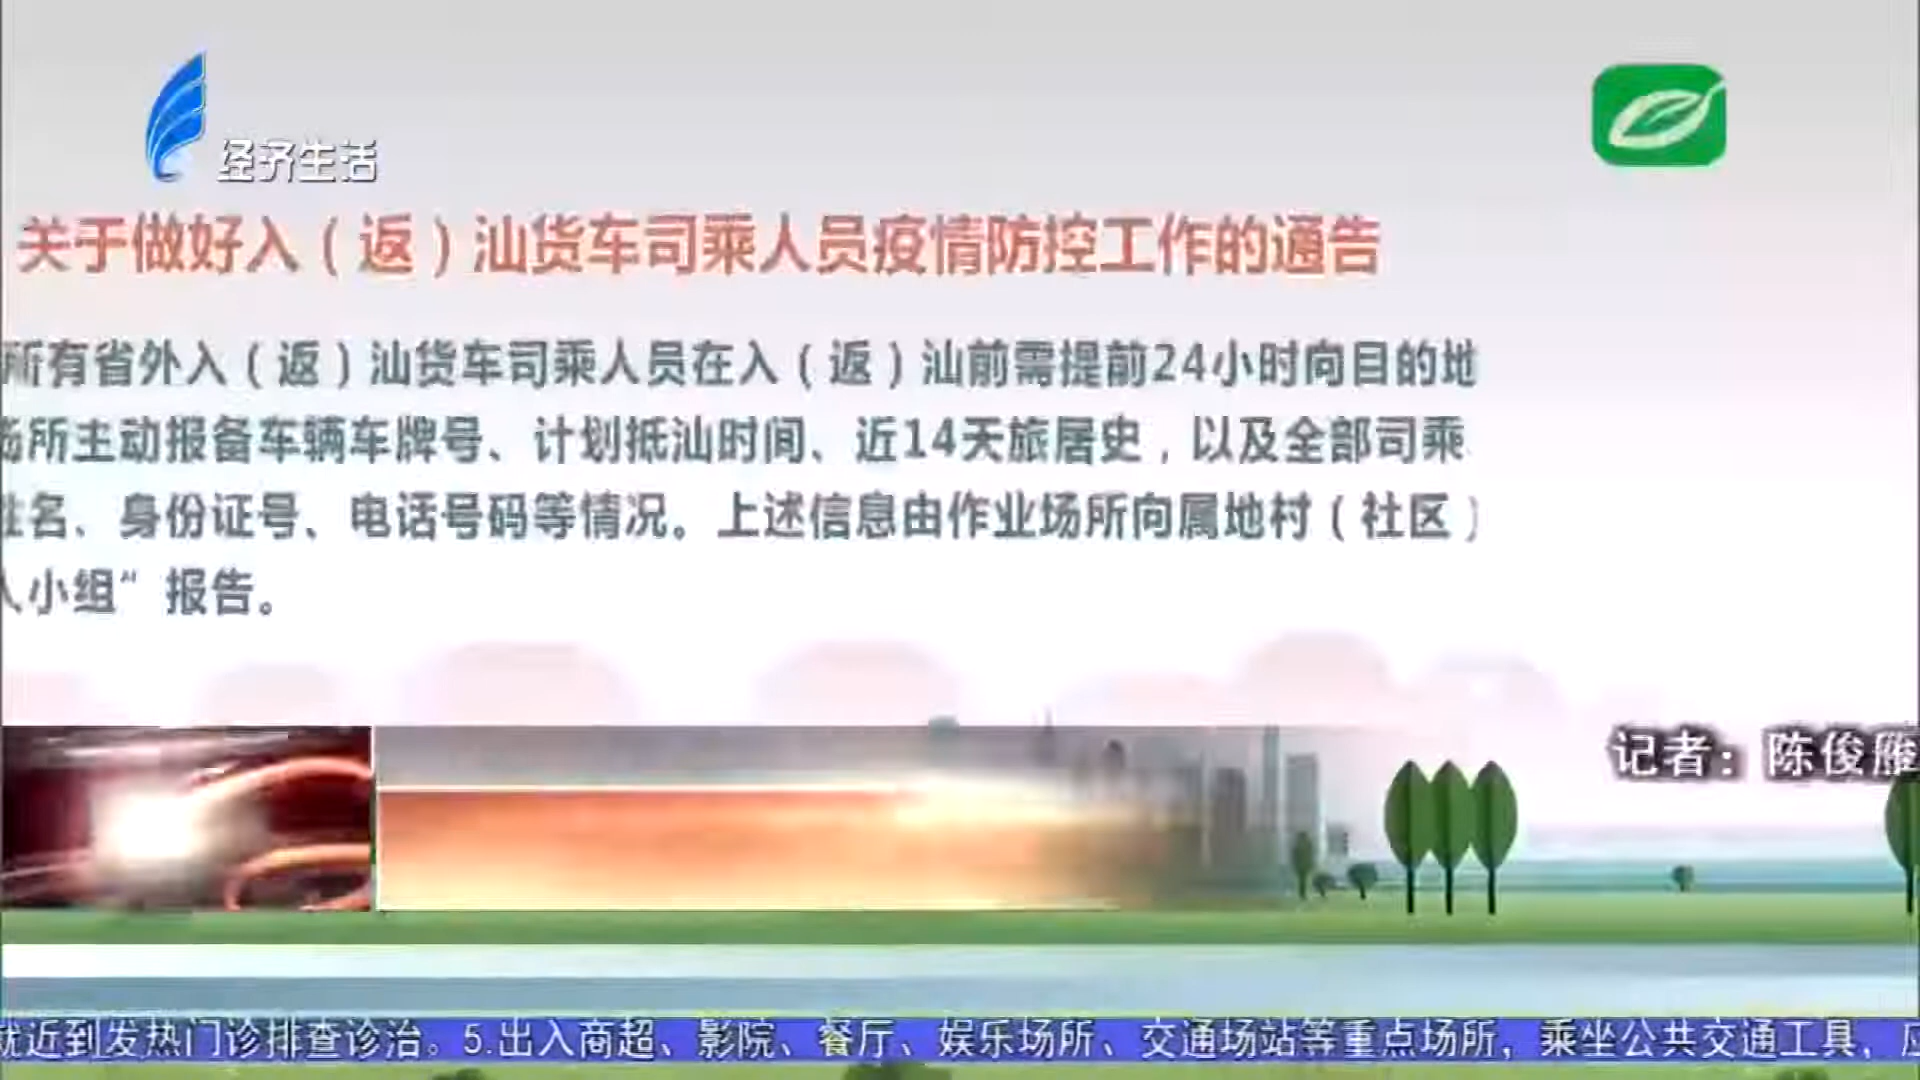 经济生活
关于做好入（返）汕货车司乘人员疫情防控工作的通告
所有省外入（返）汕货车司乘人员在入（返）汕前需提前24小时向目的地
场所主动报备车辆车牌号、计划抵汕时间、近14天旅居史，以及全部司乘
姓名、身份证号、电话号码等情况。上述信息由作业场所向属地村（社区）
人小组”报告。
记者：陈俊雁
就近到发热门诊排查诊治。5.出入商超、影院、餐厅、娱乐场所、交通场站等重点场所，乘坐公共交通工具，应